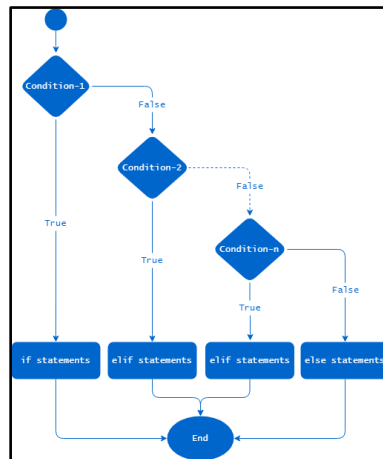 Condition-1
False
Condition-2
False
True
Condition-n
False
True
True
if statements
elif statements
elif statements
else statements
End